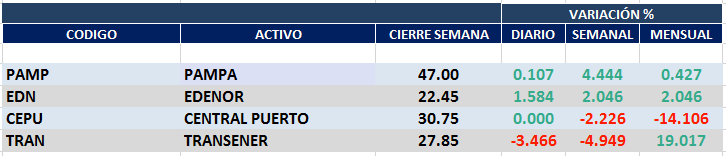 VARIACIÓN %
CODIGO ACTIVO CIERRE SEMANA DIARIO SEMANAL MENSUAL
PAMP PAMPA 47.00 0.107 4.444 0.427
EDN EDENOR 22.45 1.584 2.046 2.046
CEPU CENTRAL PUERTO 30.75 0.000 -2.226 -14.106
TRAN TRANSENER 27.85 -3.466 -4.949 19.017